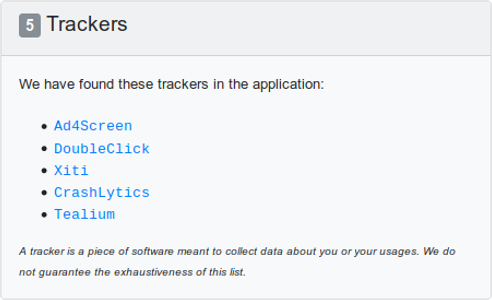 5 Trackers
We have found these trackers in the application:
• Ad4Screen
• DoubleClick
• Xiti
• CrashLytics
• Tealium
A tracker is a piece of software meant to collect data about you or your usages. We do
not guarantee the exhaustiveness of this list.